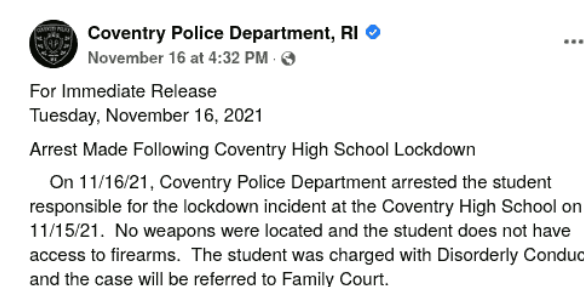 Coventry Police Department, RI
November 16 at 4:32 PM ·
For Immediate Release
Tuesday, November 16, 2021
Arrest Made Following Coventry High School Lockdown
On 11/16/21, Coventry Police Department arrested the student
responsible for the lockdown incident at the Coventry High School on
11/15/21. No weapons were located and the student does not have
access to firearms. The student was charged with Disorderly Conduc
and the case will be referred to Family Court.